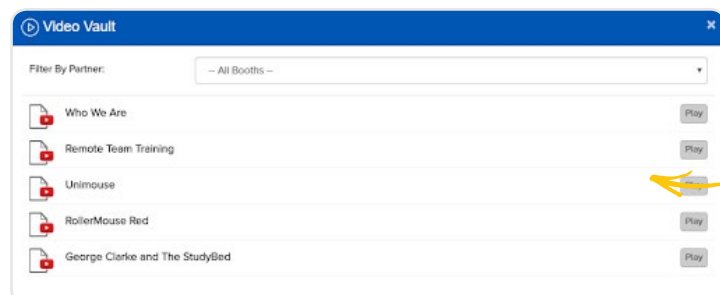 Video Vault ×
Filter By Partner: -- All Booths --
Who We Are Play
Remote Team Training Play
Unimouse Play
RollerMouse Red Play
George Clarke and The StudyBed Play